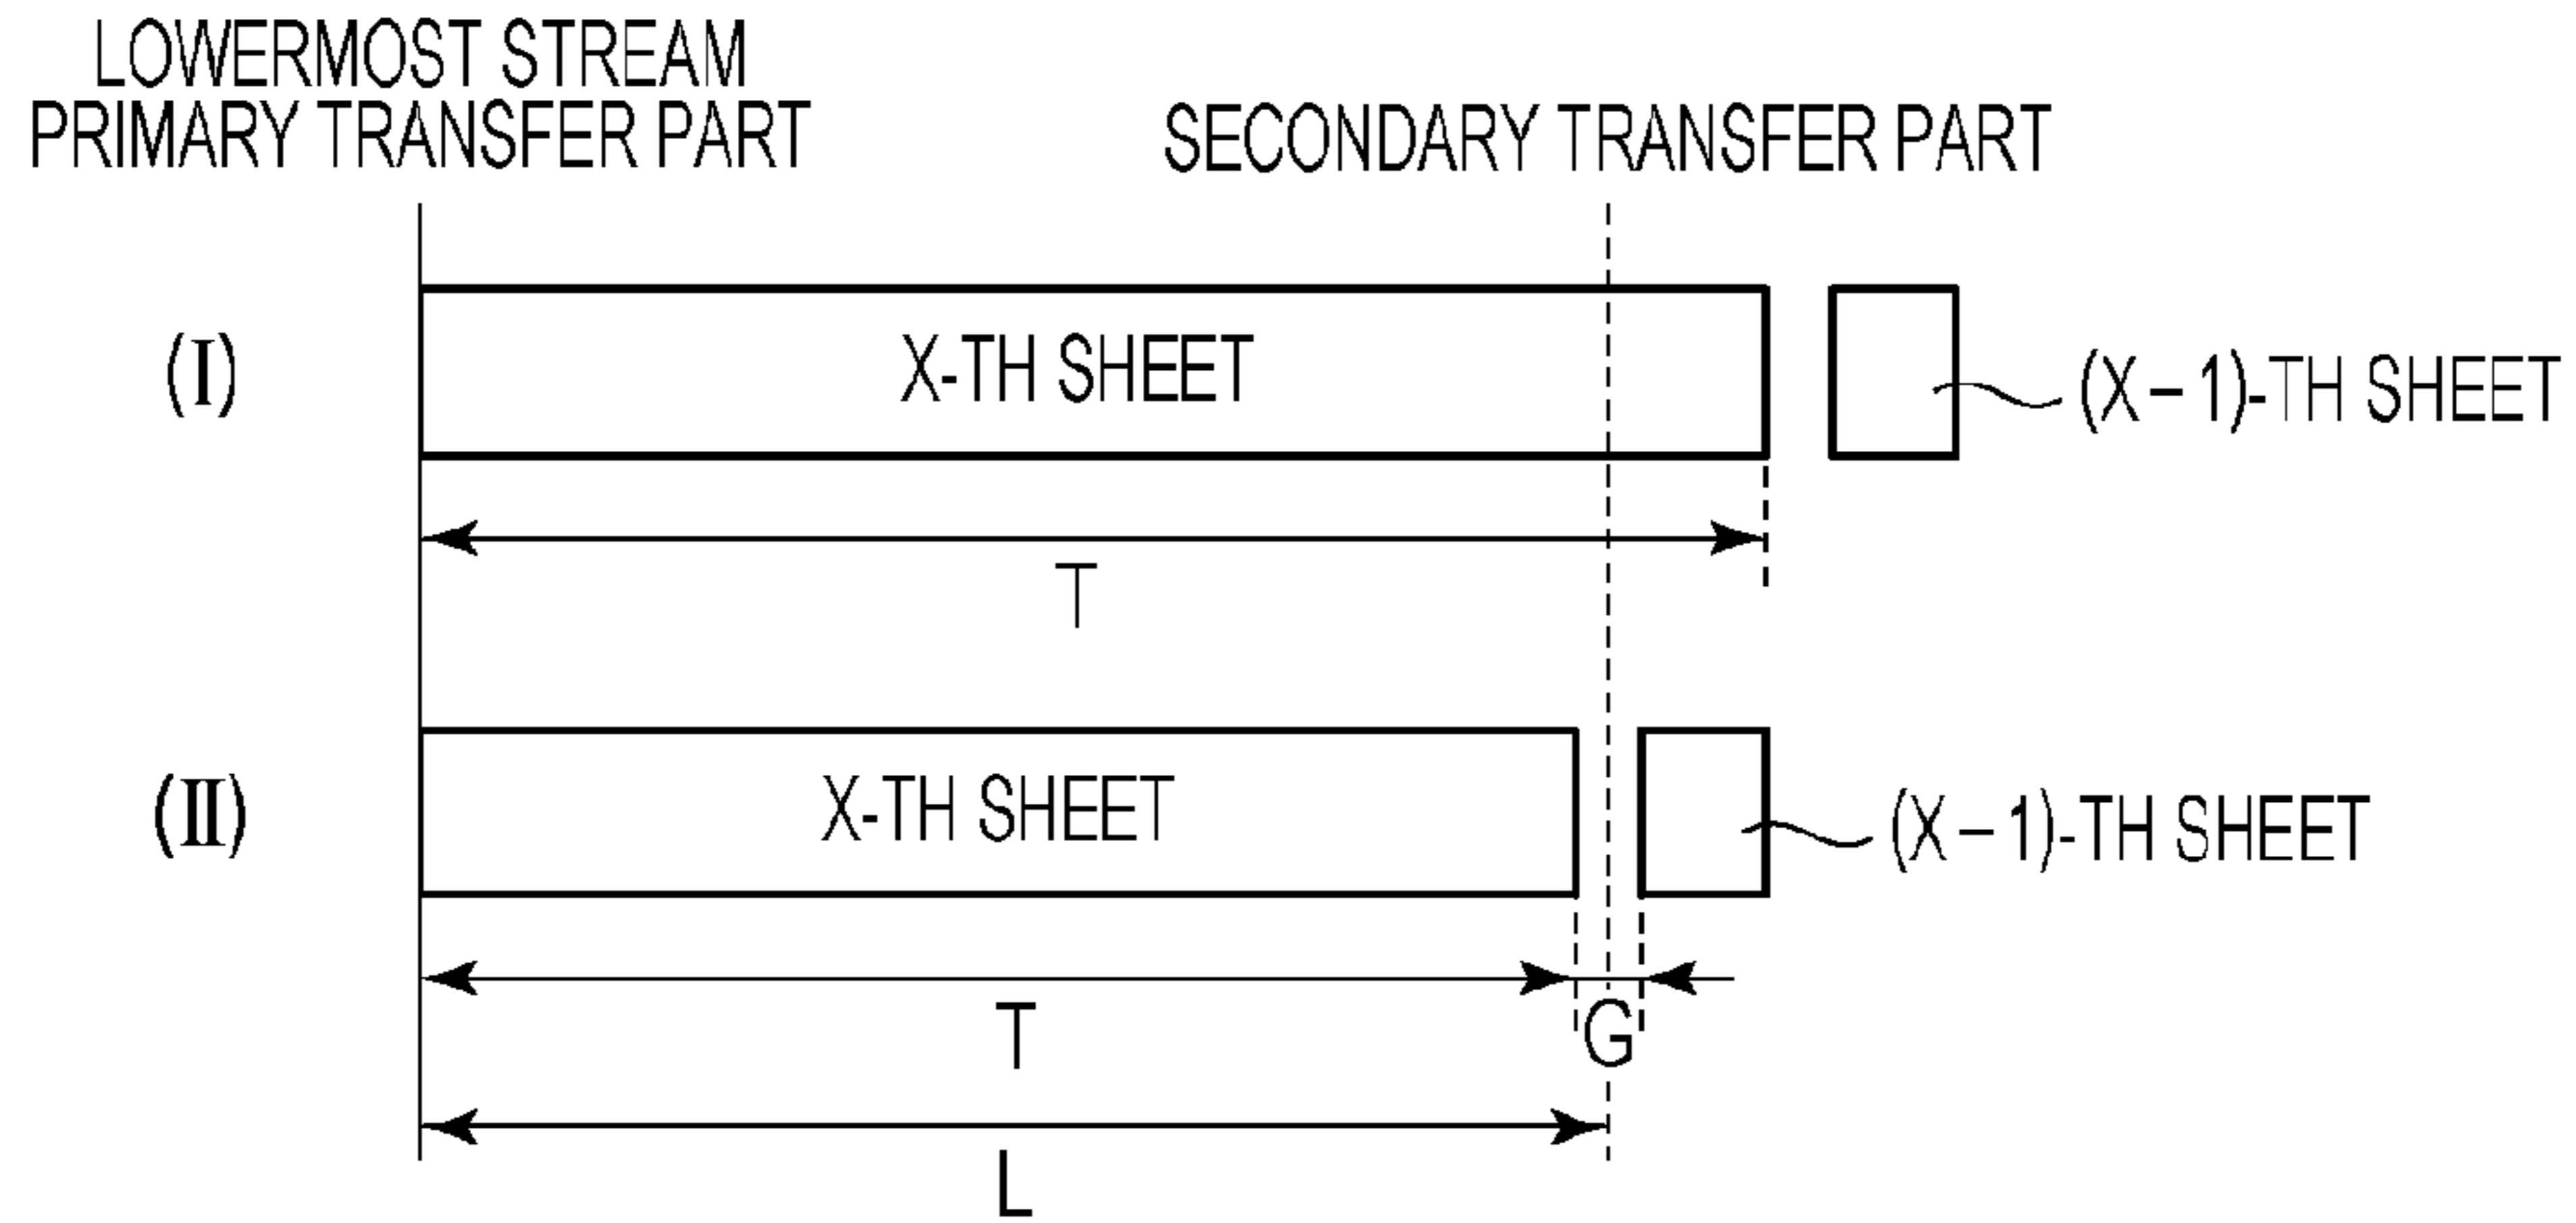 LOWERMOST STREAM
PRIMARY TRANSFER PART
SECONDARY TRANSFER PART
(I)
X-TH SHEET
(X-1)-TH SHEET
T
(II)
X-TH SHEET
(X-1)-TH SHEET
T
G
L